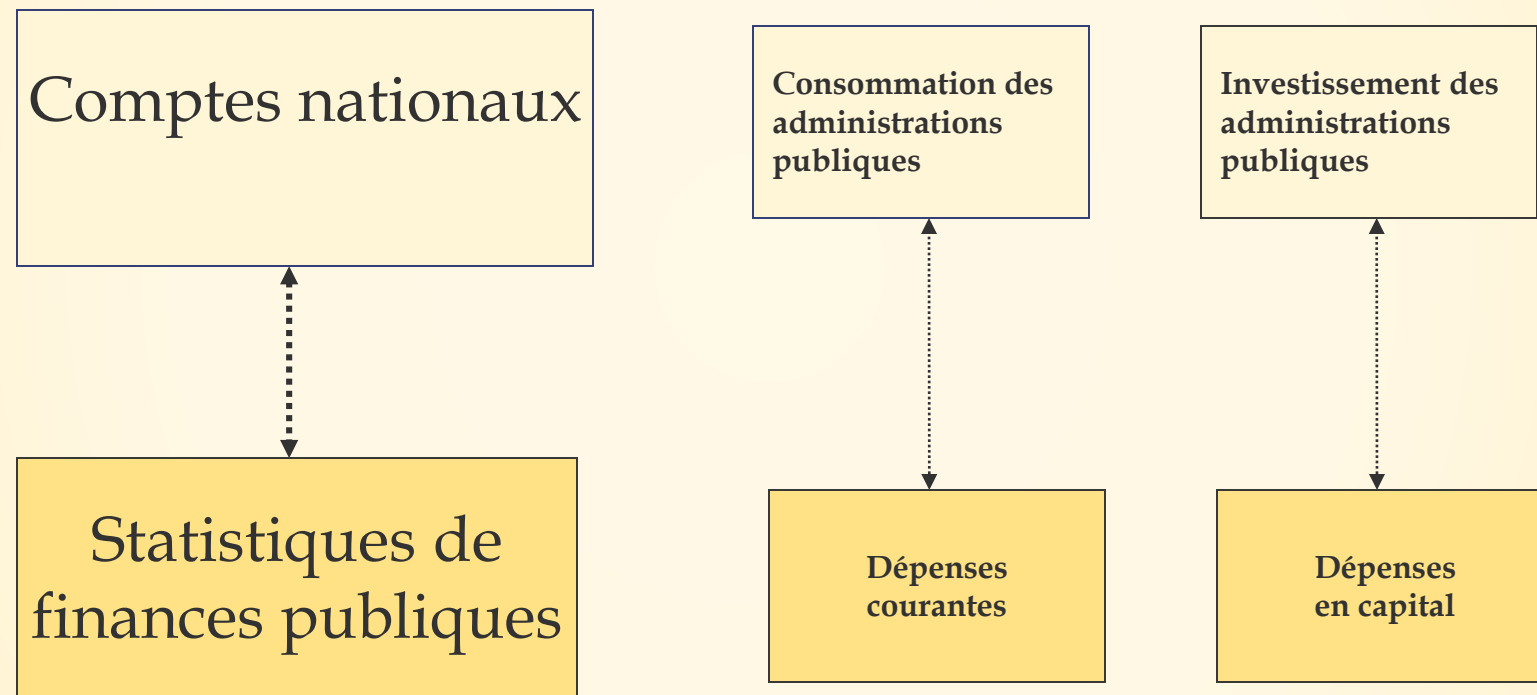 Comptes nationaux
Consommation des
administrations
publiques
Investissement des
administrations
publiques
Statistiques de
finances publiques
Dépenses
courantes
Dépenses
en capital